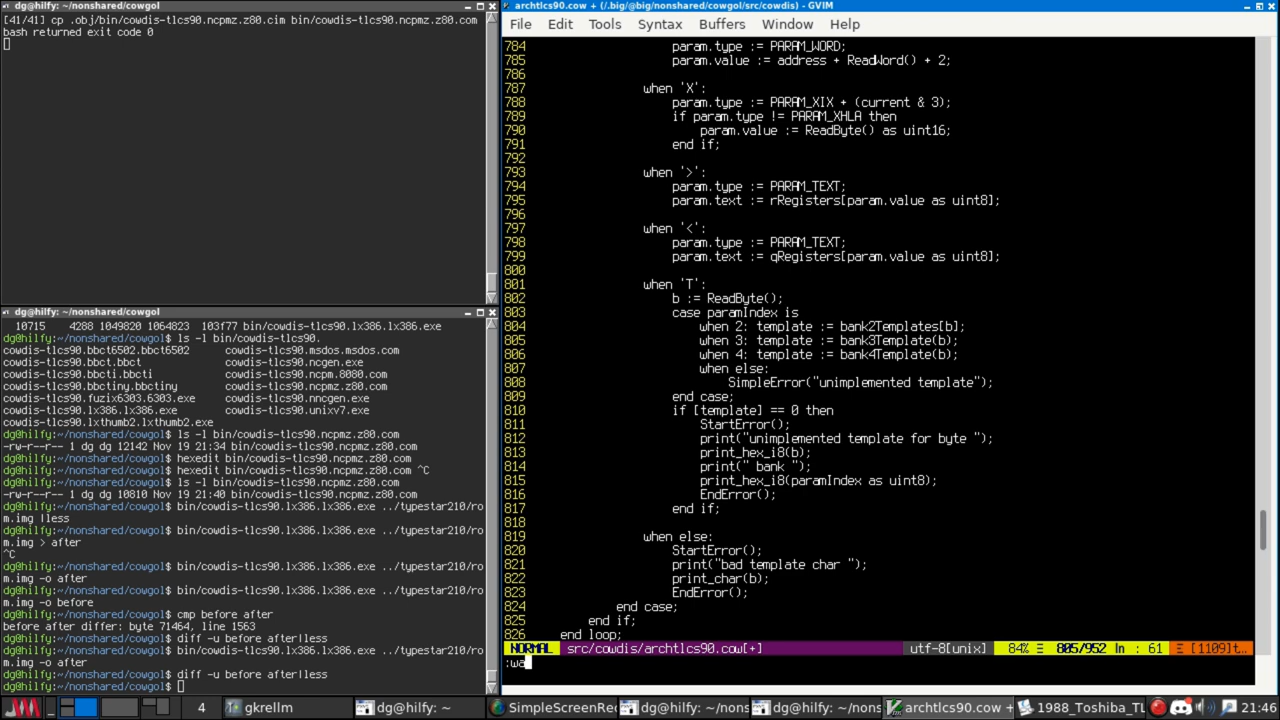 dg@hilfy: ~/nonshared/cowgol
[41/41] cp .obj/bin/cowdis-tlcs90.ncpmz.z80.cim bin/cowdis-tlcs90.ncpmz.z80.com
bash returned exit code 0
dg@hilfy: ~/nonshared/cowgol
10715    4288 1049820 1064823  103f77 bin/cowdis-tlcs90.lx386.lx386.exe
dg@hilfy:~/nonshared/cowgol$ ls -l bin/cowdis-tlcs90.
cowdis-tlcs90.bbct6502.bbct6502      cowdis-tlcs90.msdos.msdos.com
cowdis-tlcs90.bbct.bbct              cowdis-tlcs90.ncgen.exe
cowdis-tlcs90.bbcti.bbcti            cowdis-tlcs90.ncpm.8080.com
cowdis-tlcs90.bbctiny.bbctiny        cowdis-tlcs90.ncpmz.z80.com
cowdis-tlcs90.fuzix6303.6303.exe     cowdis-tlcs90.nncgen.exe
cowdis-tlcs90.lx386.lx386.exe        cowdis-tlcs90.unixv7.exe
cowdis-tlcs90.lxthumb2.lxthumb2.exe
dg@hilfy:~/nonshared/cowgol$ ls -l bin/cowdis-tlcs90.ncpmz.z80.com
-rw-r--r-- 1 dg dg 12142 Nov 19 21:34 bin/cowdis-tlcs90.ncpmz.z80.com
dg@hilfy:~/nonshared/cowgol$ hexedit bin/cowdis-tlcs90.ncpmz.z80.com
dg@hilfy:~/nonshared/cowgol$ hexedit bin/cowdis-tlcs90.ncpmz.z80.com ^C
dg@hilfy:~/nonshared/cowgol$ ls -l bin/cowdis-tlcs90.ncpmz.z80.com
-rw-r--r-- 1 dg dg 10810 Nov 19 21:40 bin/cowdis-tlcs90.ncpmz.z80.com
dg@hilfy:~/nonshared/cowgol$ bin/cowdis-tlcs90.lx386.lx386.exe ../typestar210/ro
m.img |less
dg@hilfy:~/nonshared/cowgol$ bin/cowdis-tlcs90.lx386.lx386.exe ../typestar210/ro
m.img > after
^C
dg@hilfy:~/nonshared/cowgol$ bin/cowdis-tlcs90.lx386.lx386.exe ../typestar210/ro
m.img -o after
dg@hilfy:~/nonshared/cowgol$ bin/cowdis-tlcs90.lx386.lx386.exe ../typestar210/ro
m.img -o before
dg@hilfy:~/nonshared/cowgol$ cmp before after
before after differ: byte 71464, line 1563
dg@hilfy:~/nonshared/cowgol$ diff -u before after|less
dg@hilfy:~/nonshared/cowgol$ bin/cowdis-tlcs90.lx386.lx386.exe ../typestar210/ro
m.img -o after
dg@hilfy:~/nonshared/cowgol$ diff -u before after|less
dg@hilfy:~/nonshared/cowgol$
archtlcs90.cow + (/.big/@big/nonshared/cowgol/src/cowdis) - GVIM
File Edit Tools Syntax Buffers Window Help
784 param.type := PARAM_WORD;
785 param.value := address + ReadWord() + 2;
786
787 when 'X':
788 param.type := PARAM_XIX + (current & 3);
789 if param.type != PARAM_XHLA then
790 param.value := ReadByte() as uint16;
791 end if;
792
793 when '>':
794 param.type := PARAM_TEXT;
795 param.text := rRegisters[param.value as uint8];
796
797 when '<':
798 param.type := PARAM_TEXT;
799 param.text := qRegisters[param.value as uint8];
800
801 when 'T':
802 b := ReadByte();
803 case paramIndex is
804 when 2: template := bank2Templates[b];
805 when 3: template := bank3Template(b);
806 when 4: template := bank4Template(b);
807 when else:
808 SimpleError("unimplemented template");
809 end case;
810 if [template] == 0 then
811 StartError();
812 print("unimplemented template for byte ");
813 print_hex_i8(b);
814 print(" bank ");
815 print_hex_i8(paramIndex as uint8);
816 EndError();
817 end if;
818
819 when else:
820 StartError();
821 print("bad template char ");
822 print_char(b);
823 EndError();
824 end case;
825 end if;
826 end loop;
NORMAL src/cowdis/archtlcs90.cow[+] utf-8[unix] 84% ☰ 805/952 ln : 61 Ξ [1109]t…
:wa
4 gkrellm dg@hilfy: ~ SimpleScreenRec dg@hilfy: ~/nons dg@hilfy: ~/nons archtlcs90.cow + 1988_Toshiba_TL 21:46